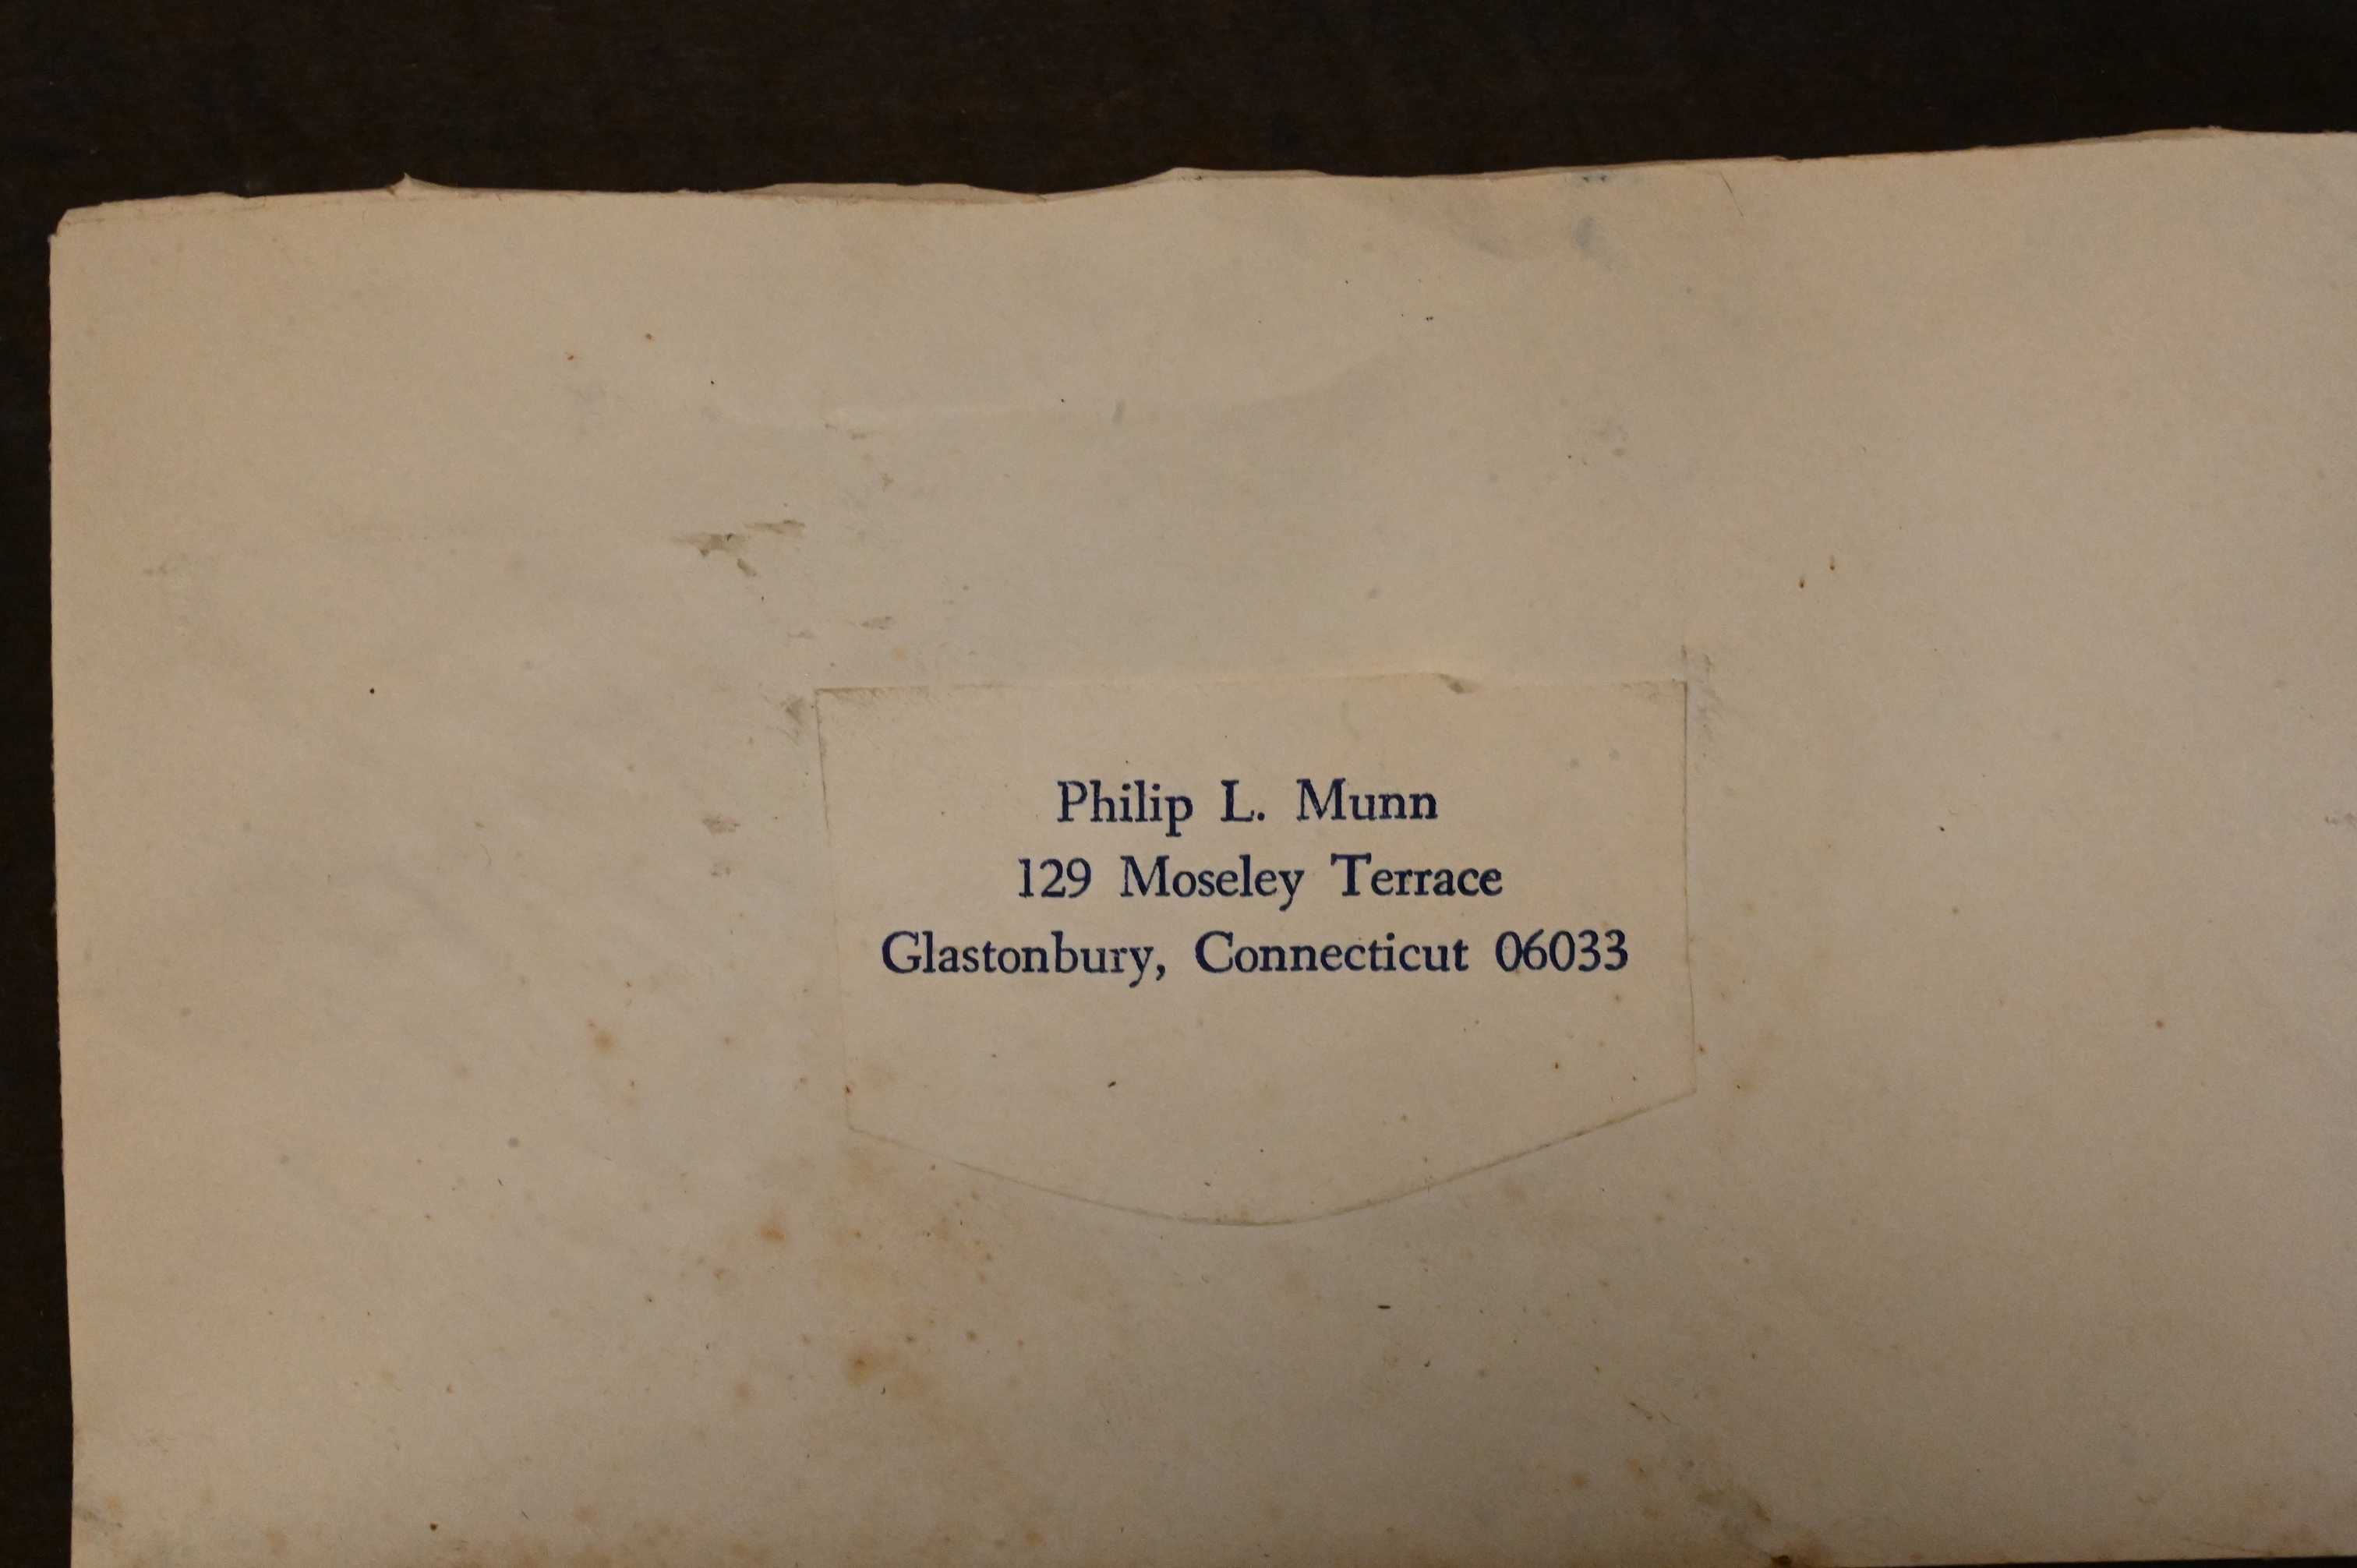 Philip L. Munn
129 Moseley Terrace
Glastonbury, Connecticut 06033